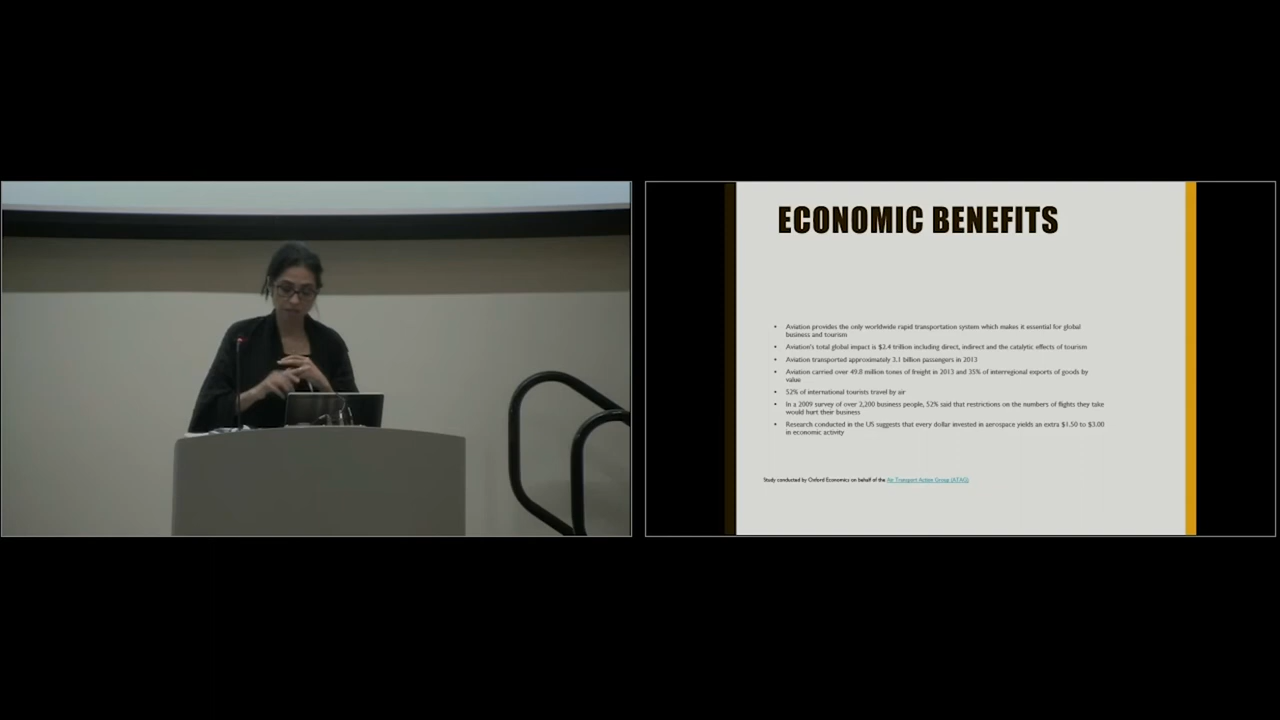 ECONOMIC BENEFITS
• Aviation provides the only worldwide rapid transportation system which makes it essential for global
business and tourism
• Aviation's total global impact is $2.4 trillion including direct, indirect and the catalytic effects of tourism
• Aviation transported approximately 3.1 billion passengers in 2013
• Aviation carried over 49.8 million tones of freight in 2013 and 35% of interregional exports of goods by
value
• 52% of international tourists travel by air
• In a 2009 survey of over 2,200 business people, 52% said that restrictions on the numbers of flights they take
would hurt their business
• Research conducted in the US suggests that every dollar invested in aerospace yields an extra $1.50 to $3.00
in economic activity
Study conducted by Oxford Economics on behalf of the Air Transport Action Group (ATAG)